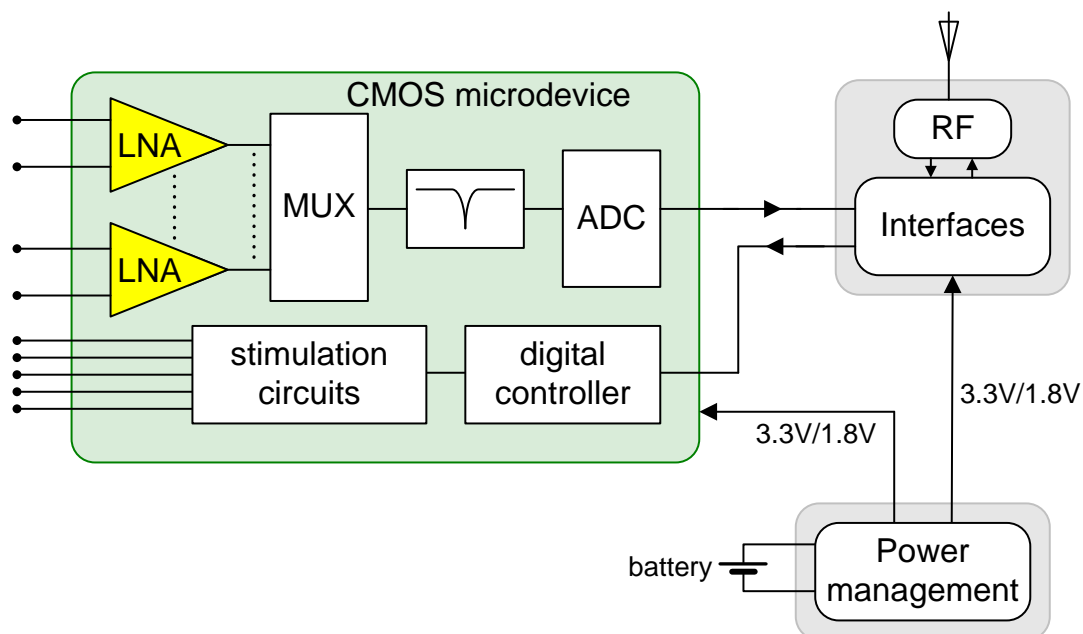 CMOS microdevice
LNA
LNA
MUX
ADC
RF
Interfaces
stimulation
circuits
digital
controller
3.3V/1.8V
3.3V/1.8V
battery
Power
management